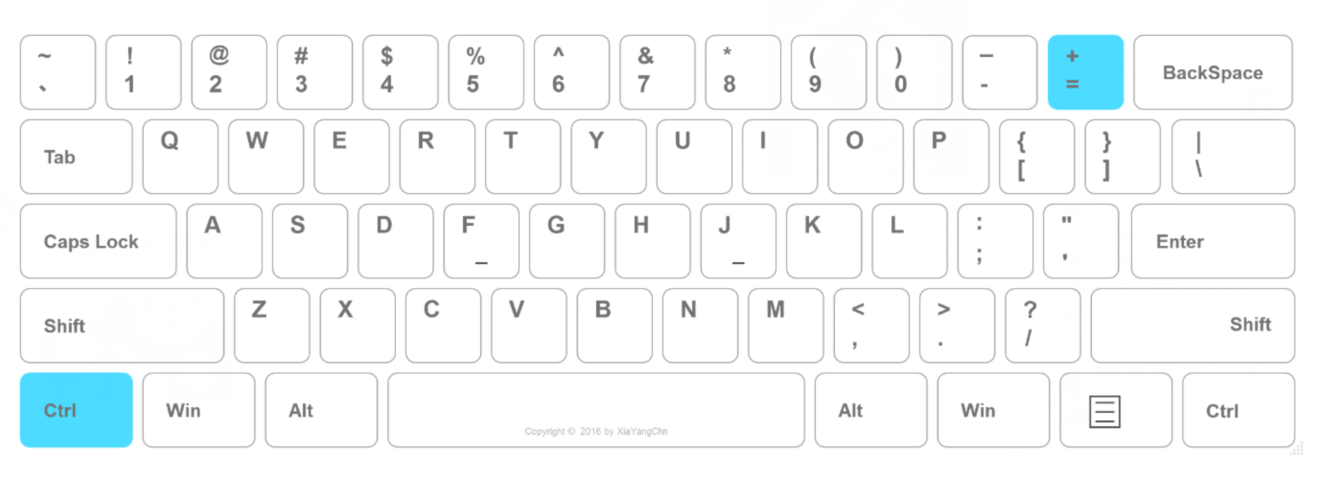 ~ ! @ # $ % ^ & * ( ) — +
、 1 2 3 4 5 6 7 8 9 0 - = BackSpace
Tab Q W E R T Y U I O P { [ } ] | \
Caps Lock A S D F _ G H J _ K L : ; " ' Enter
Shift Z X C V B N M < , > . ? / Shift
Ctrl Win Alt Alt Win Ctrl
Copyright © 2016 by XiaYangChn